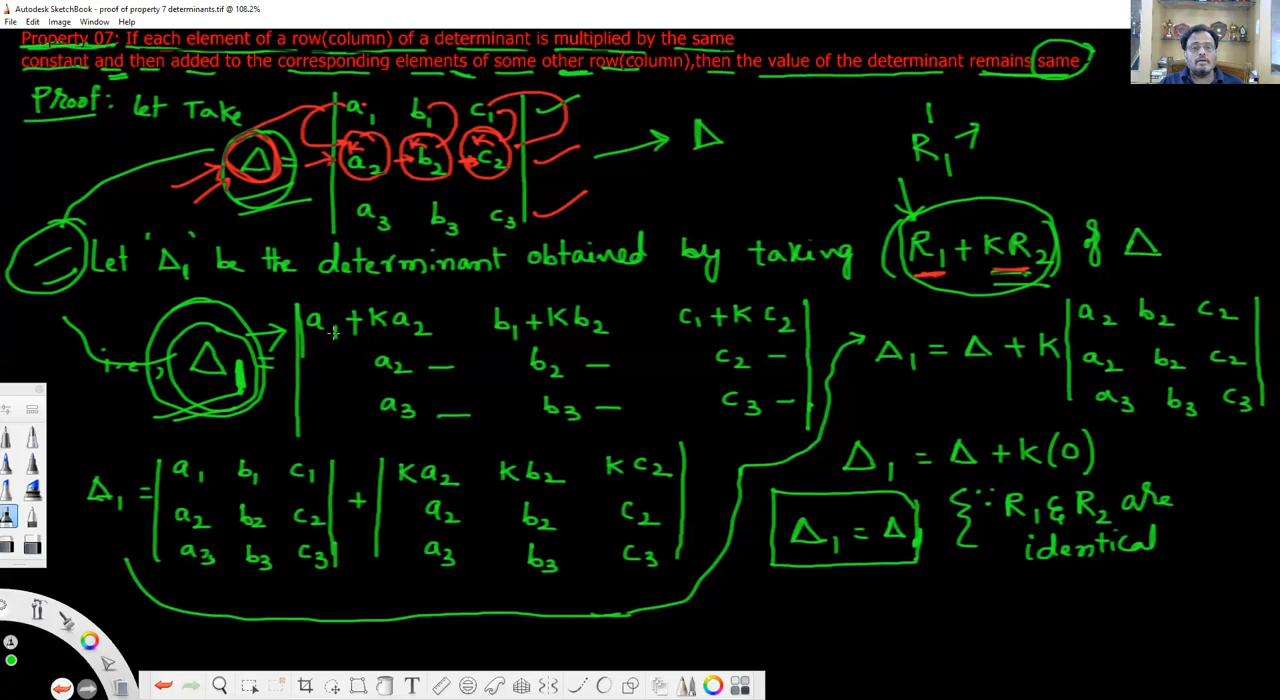 Autodesk SketchBook - proof of property 7 determinants.tif @ 108.2%
File Edit Image Window Help
Property 07: If each element of a row(column) of a determinant is multiplied by the same
constant and then added to the corresponding elements of some other row(column),then the value of the determinant remains same
Proof: Let Take
Δ = | a₁ b₁ c₁ |
| a₂ b₂ c₂ | → Δ
| a₃ b₃ c₃ |
R₁
Let 'Δ₁' be the determinant obtained by taking (R₁ + KR₂) of Δ
i.e., Δ₁ = | a₁+Ka₂ b₁+Kb₂ c₁+Kc₂ |
| a₂ b₂ c₂ |
| a₃ b₃ c₃ |
Δ₁ = | a₁ b₁ c₁ | + | Ka₂ Kb₂ Kc₂ |
| a₂ b₂ c₂ | | a₂ b₂ c₂ |
| a₃ b₃ c₃ | | a₃ b₃ c₃ |
Δ₁ = Δ + K | a₂ b₂ c₂ |
| a₂ b₂ c₂ |
| a₃ b₃ c₃ |
Δ₁ = Δ + K(0)
Δ₁ = Δ {∵ R₁ & R₂ are
identical
T